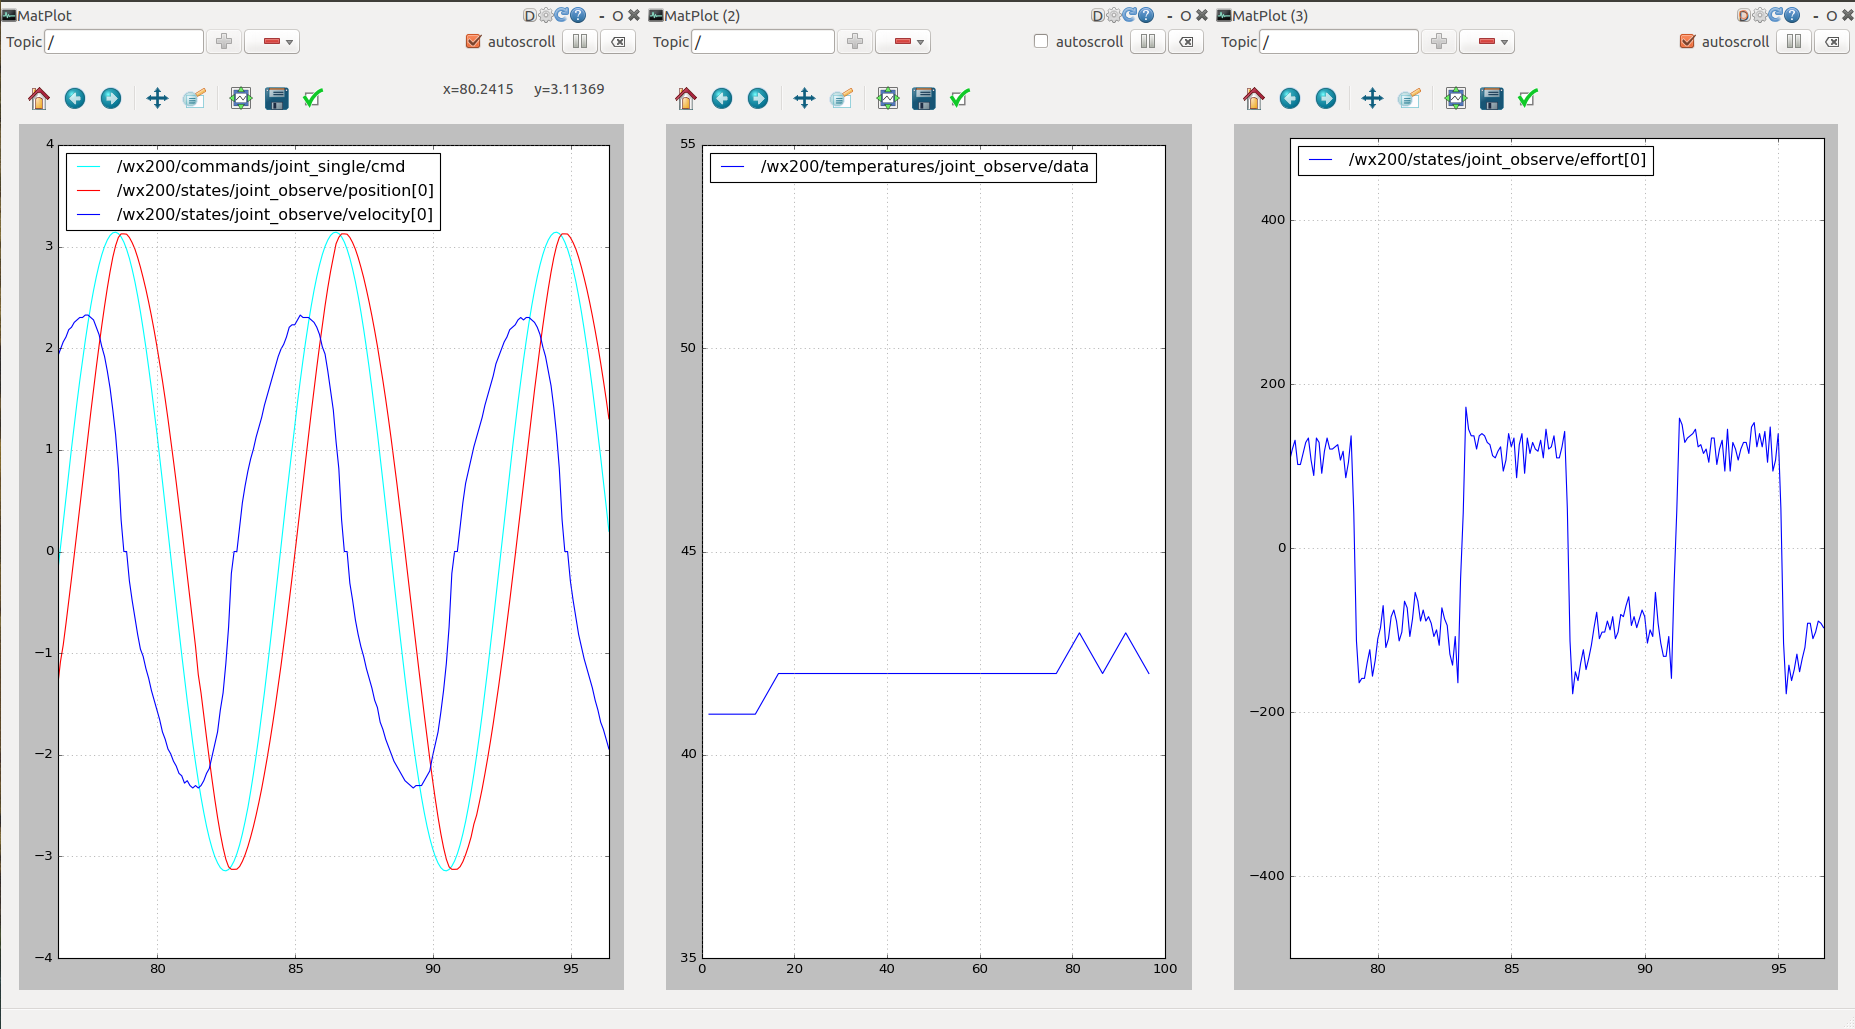 MatPlot
D
- O
MatPlot (2)
D
- O
MatPlot (3)
D
- O
Topic /
autoscroll
Topic /
autoscroll
Topic /
autoscroll
x=80.2415 y=3.11369
/wx200/commands/joint_single/cmd
/wx200/states/joint_observe/position[0]
/wx200/states/joint_observe/velocity[0]
4
3
2
1
0
−1
−2
−3
−4
80 85 90 95
/wx200/temperatures/joint_observe/data
55
50
45
40
35
0 20 40 60 80 100
/wx200/states/joint_observe/effort[0]
400
200
0
−200
−400
80 85 90 95